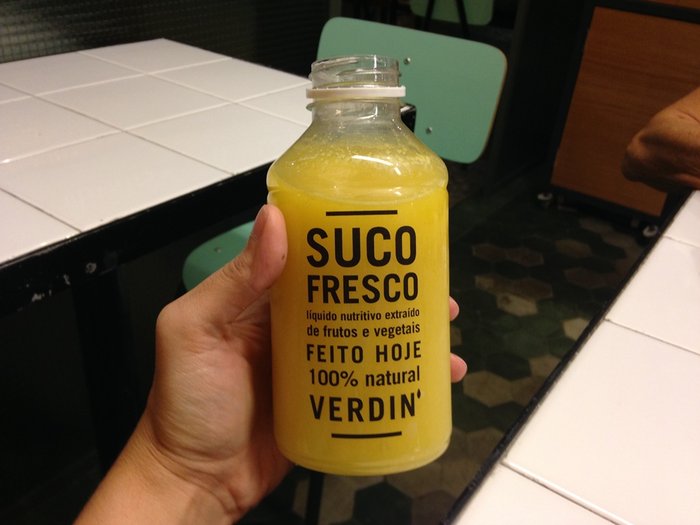 SUCO
FRESCO
líquido nutritivo extraído
de frutos e vegetais
FEITO HOJE
100% natural
VERDIN'